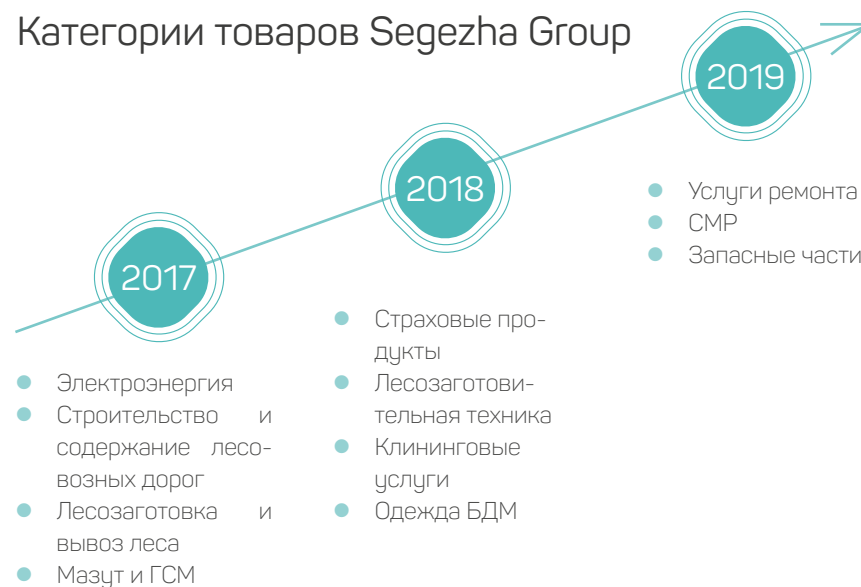 Категории товаров Segezha Group
2017
Электроэнергия
Строительство и
содержание лесо-
возных дорог
Лесозаготовка и
вывоз леса
Мазут и ГСМ
2018
Страховые про-
дукты
Лесозаготови-
тельная техника
Клининговые
услуги
Одежда БДМ
2019
Услуги ремонта
СМР
Запасные части